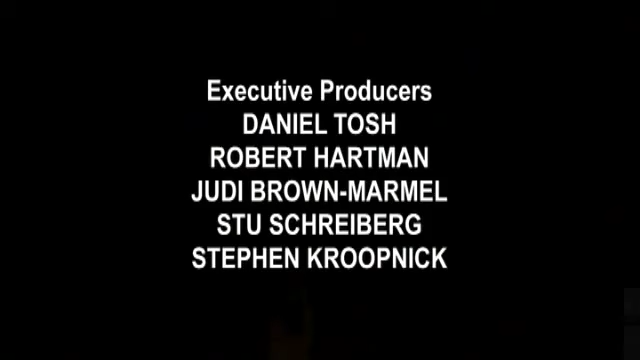 Executive Producers
DANIEL TOSH
ROBERT HARTMAN
JUDI BROWN-MARMEL
STU SCHREIBERG
STEPHEN KROOPNICK